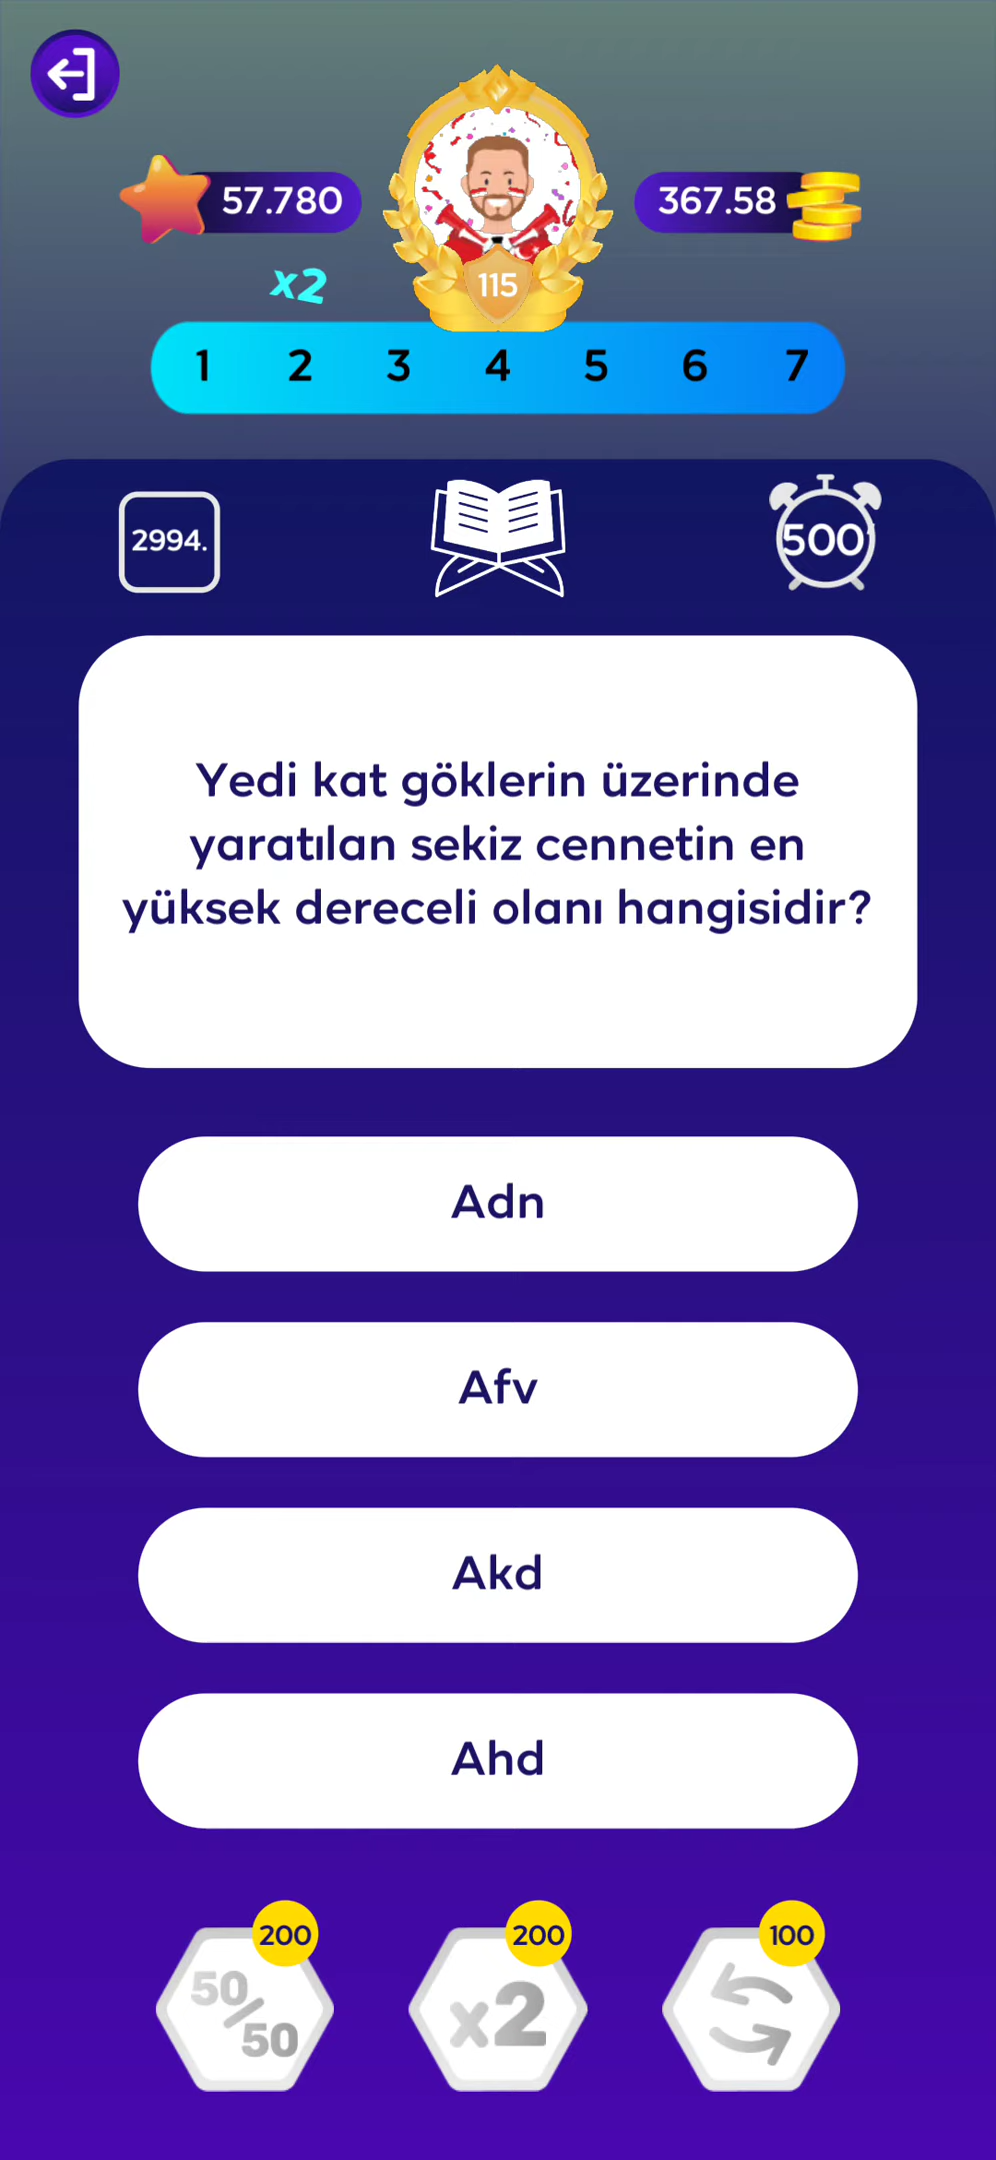 57.780
367.58
x2
115
1 2 3 4 5 6 7
2994.
500
Yedi kat göklerin üzerinde
yaratılan sekiz cennetin en
yüksek dereceli olanı hangisidir?
Adn
Afv
Akd
Ahd
200
200
100
50/50
x2